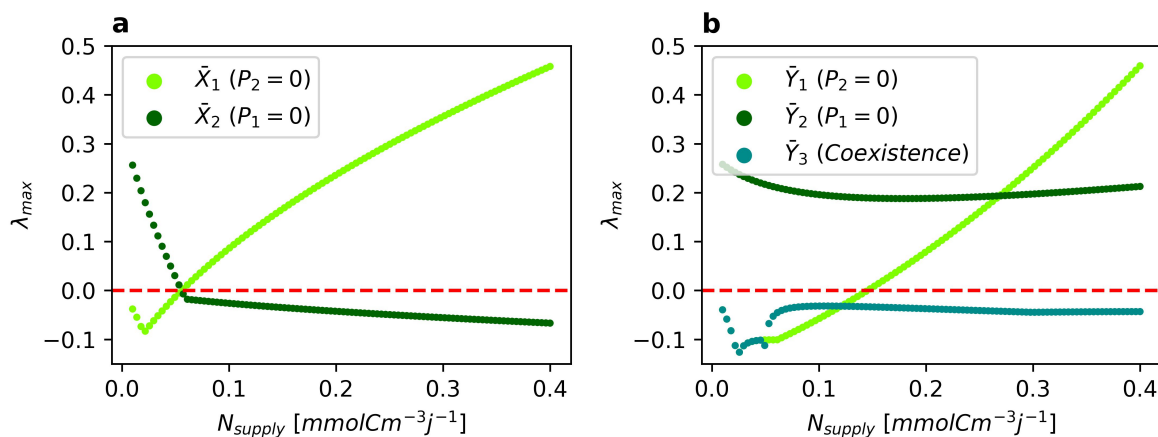 a
0.5
0.4
0.3
0.2
0.1
0.0
−0.1
λmax
X̄1 (P2 = 0)
X̄2 (P1 = 0)
0.0 0.1 0.2 0.3 0.4
Nsupply [mmolCm⁻³j⁻¹]
b
0.5
0.4
0.3
0.2
0.1
0.0
−0.1
λmax
Ȳ1 (P2 = 0)
Ȳ2 (P1 = 0)
Ȳ3 (Coexistence)
0.0 0.1 0.2 0.3 0.4
Nsupply [mmolCm⁻³j⁻¹]